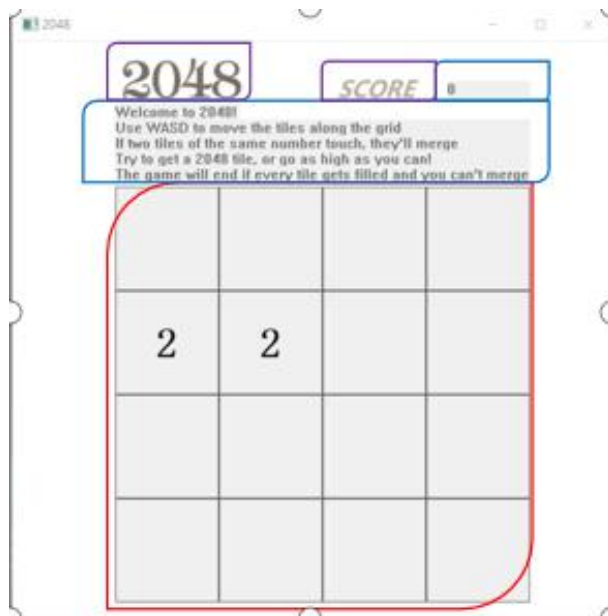 2048
2048
SCORE
0
Welcome to 2048!
Use WASD to move the tiles along the grid
If two tiles of the same number touch, they'll merge
Try to get a 2048 tile, or go as high as you can!
The game will end if every tile gets filled and you can't merge
2 2